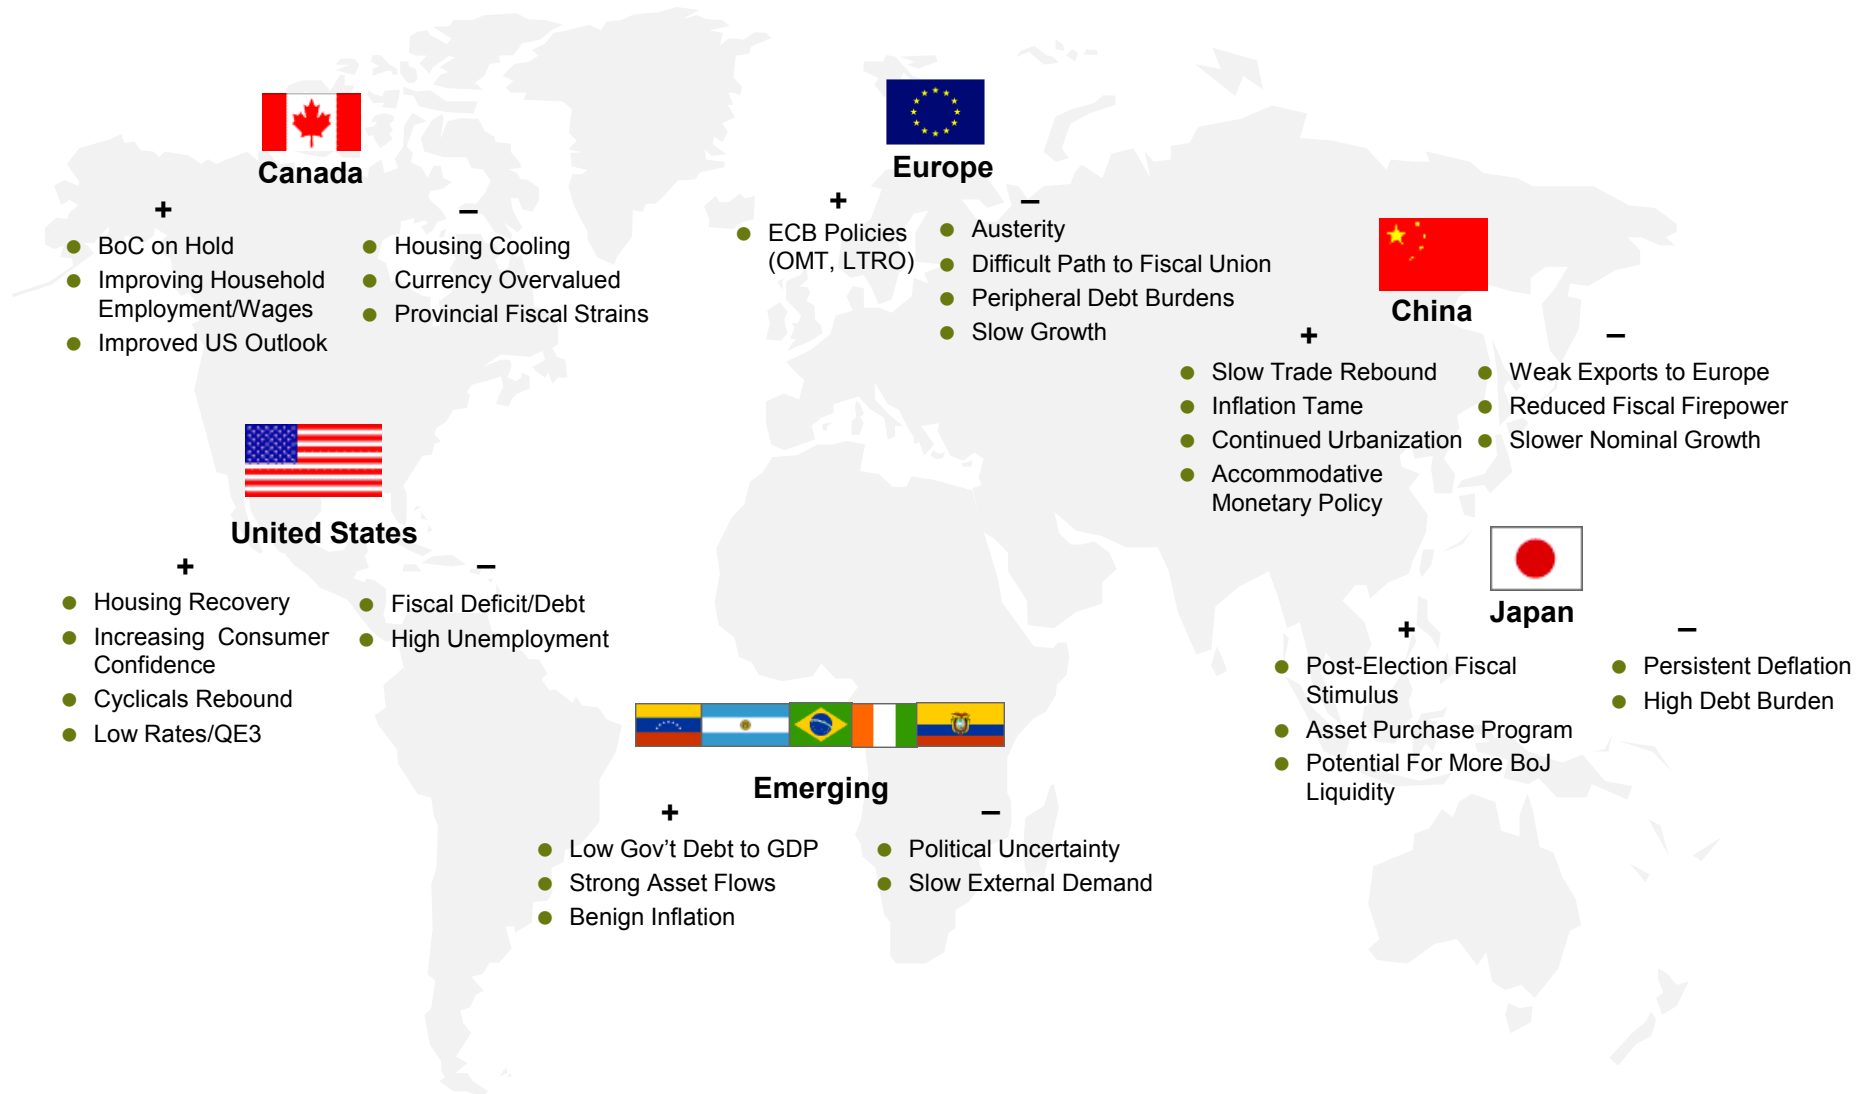 Canada
+
BoC on Hold
Improving Household
Employment/Wages
Improved US Outlook
–
Housing Cooling
Currency Overvalued
Provincial Fiscal Strains
Europe
+
ECB Policies
(OMT, LTRO)
–
Austerity
Difficult Path to Fiscal Union
Peripheral Debt Burdens
Slow Growth
China
+
Slow Trade Rebound
Inflation Tame
Continued Urbanization
Accommodative
Monetary Policy
–
Weak Exports to Europe
Reduced Fiscal Firepower
Slower Nominal Growth
United States
+
Housing Recovery
Increasing Consumer
Confidence
Cyclicals Rebound
Low Rates/QE3
–
Fiscal Deficit/Debt
High Unemployment
Japan
+
Post-Election Fiscal
Stimulus
Asset Purchase Program
Potential For More BoJ
Liquidity
–
Persistent Deflation
High Debt Burden
Emerging
+
Low Gov't Debt to GDP
Strong Asset Flows
Benign Inflation
–
Political Uncertainty
Slow External Demand